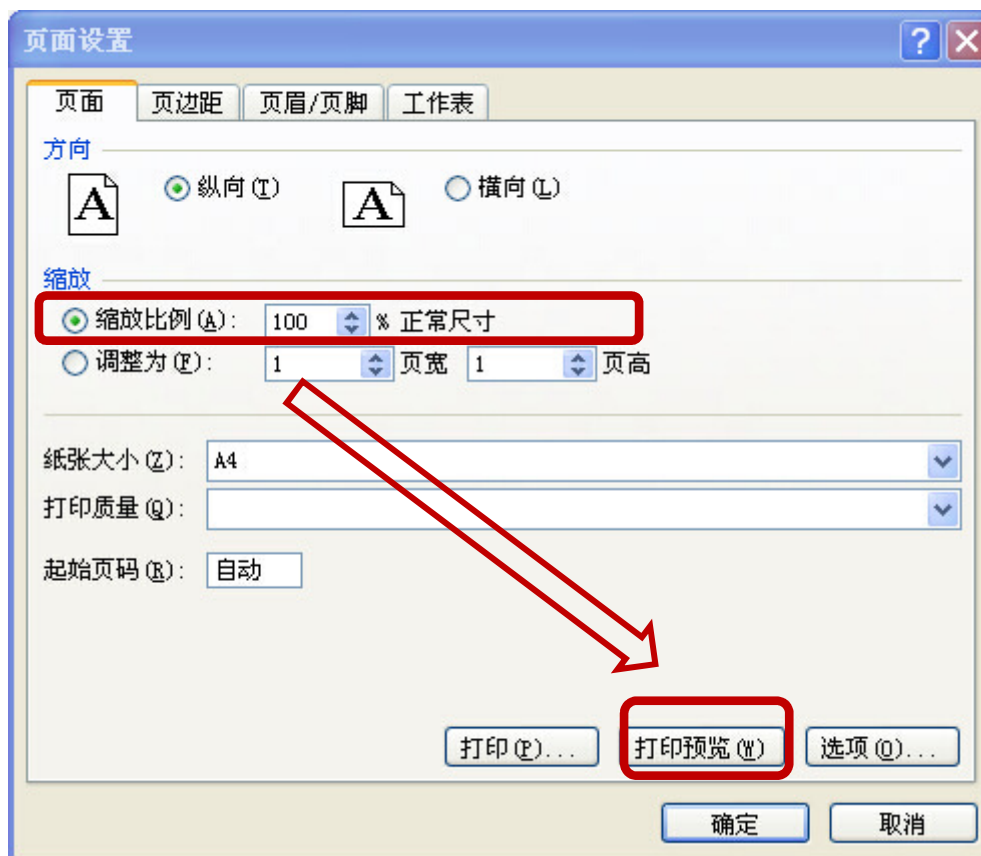 页面设置
页面 页边距 页眉/页脚 工作表
方向
A 纵向(T) A 横向(L)
缩放
缩放比例(A): 100 % 正常尺寸
调整为(F): 1 页宽 1 页高
纸张大小(Z): A4
打印质量(Q):
起始页码(R): 自动
打印(P)... 打印预览(W) 选项(O)...
确定 取消